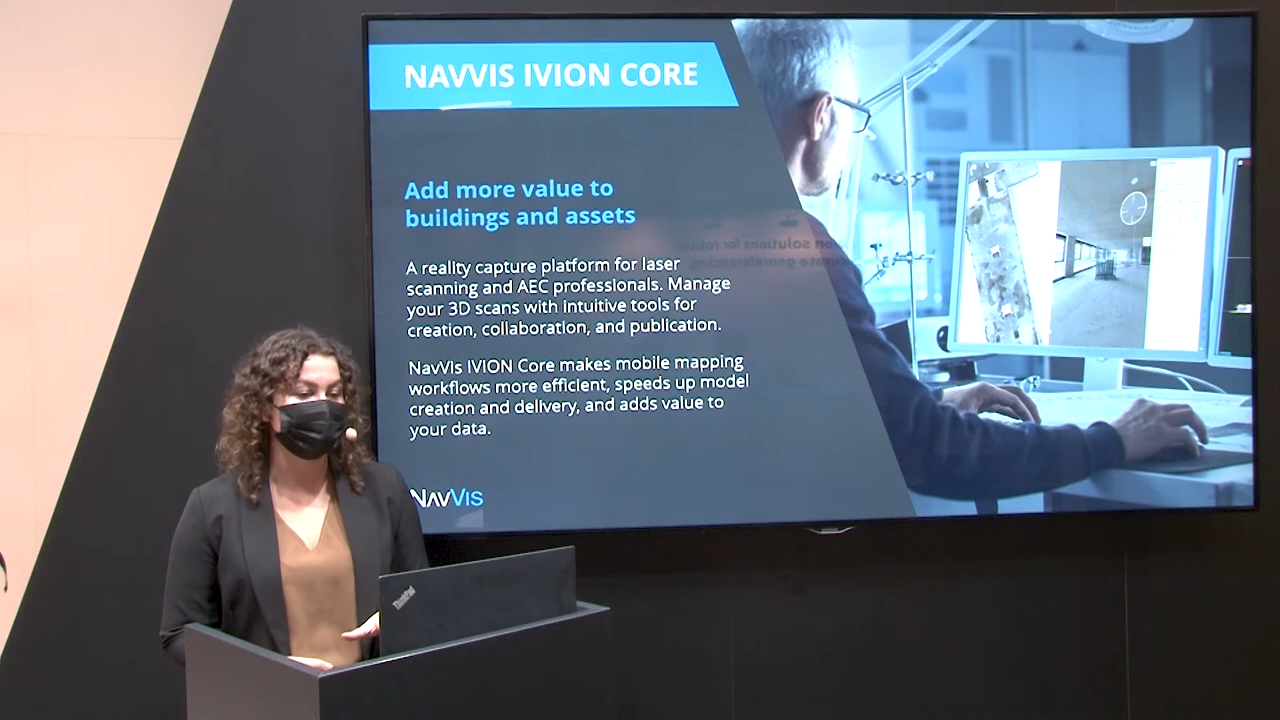 NAVVIS IVION CORE
Add more value to
buildings and assets
A reality capture platform for laser
scanning and AEC professionals. Manage
your 3D scans with intuitive tools for
creation, collaboration, and publication.
NavVis IVION Core makes mobile mapping
workflows more efficient, speeds up model
creation and delivery, and adds value to
your data.
NAVVIS
ThinkPad